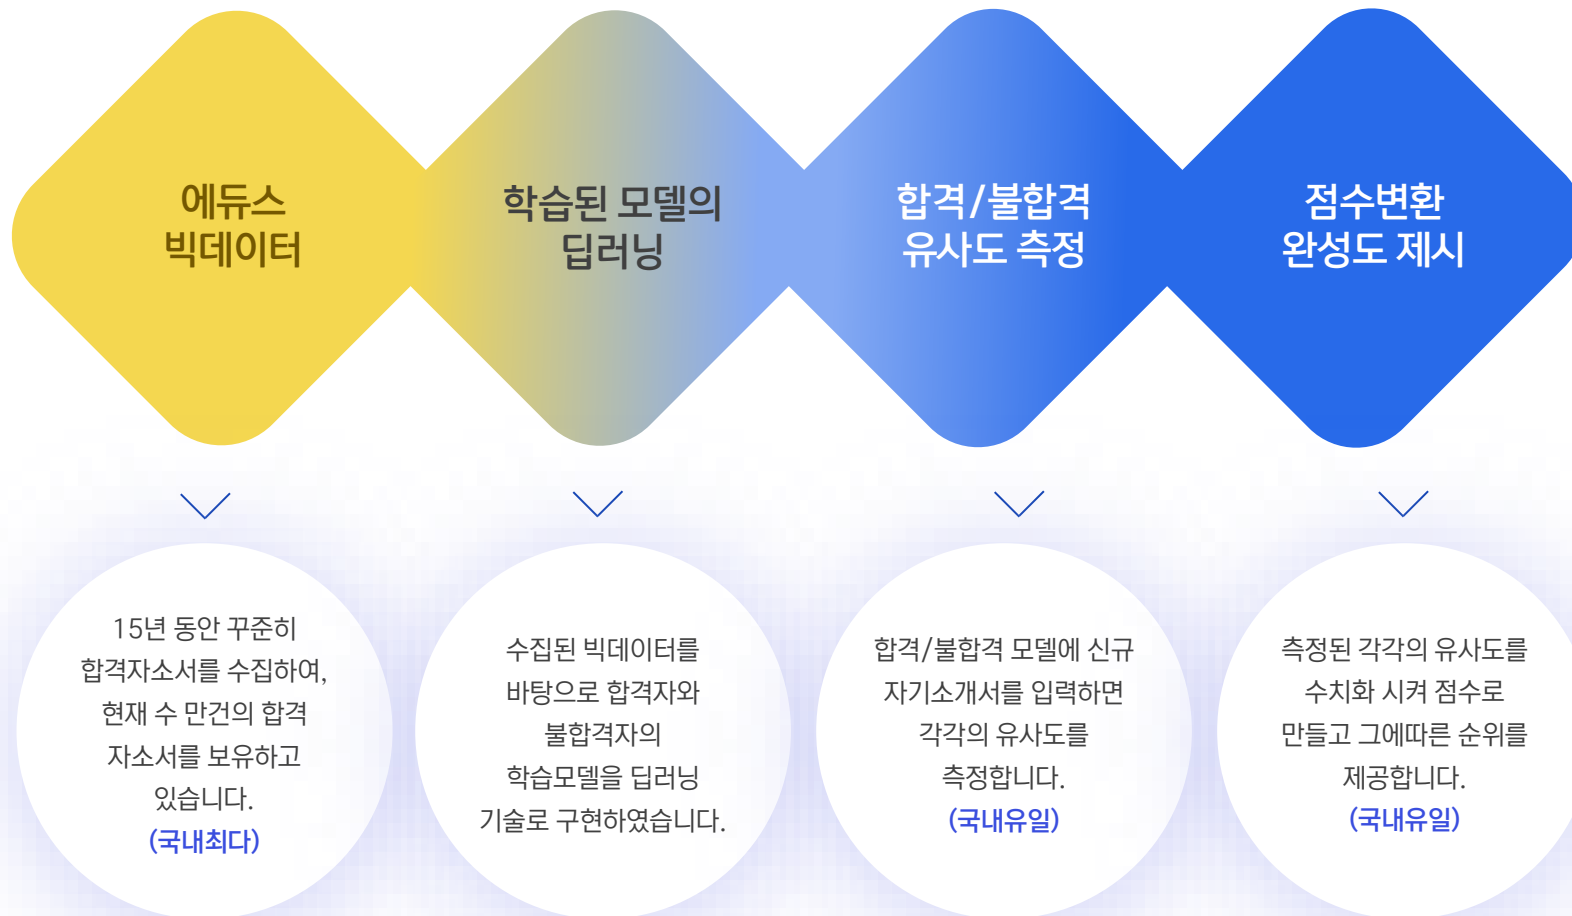 에듀스
빅데이터
학습된 모델의
딥러닝
합격/불합격
유사도 측정
점수변환
완성도 제시
15년 동안 꾸준히
합격자소서를 수집하여,
현재 수 만건의 합격
자소서를 보유하고
있습니다.
(국내최다)
수집된 빅데이터를
바탕으로 합격자와
불합격자의
학습모델을 딥러닝
기술로 구현하였습니다.
합격/불합격 모델에 신규
자기소개서를 입력하면
각각의 유사도를
측정합니다.
(국내유일)
측정된 각각의 유사도를
수치화 시켜 점수로
만들고 그에따른 순위를
제공합니다.
(국내유일)